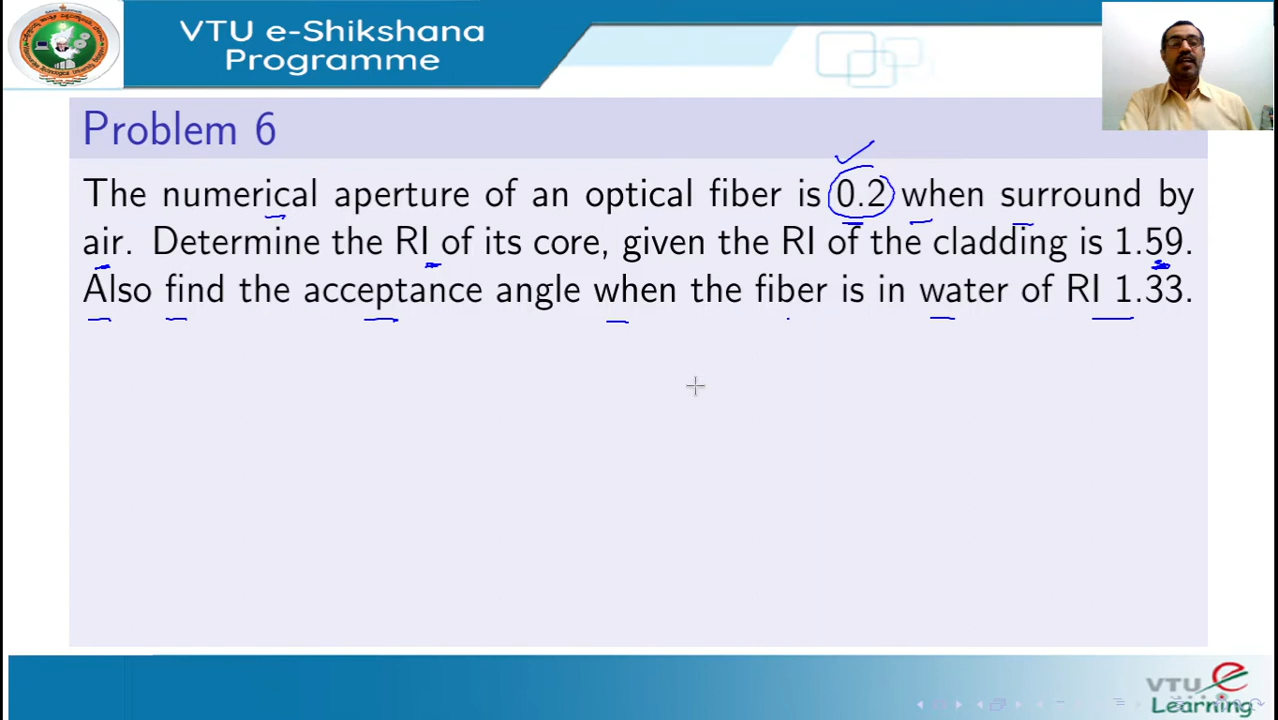 VTU e-Shikshana
Programme
Problem 6
The numerical aperture of an optical fiber is 0.2 when surround by
air. Determine the RI of its core, given the RI of the cladding is 1.59.
Also find the acceptance angle when the fiber is in water of RI 1.33.
VTU e
Learning